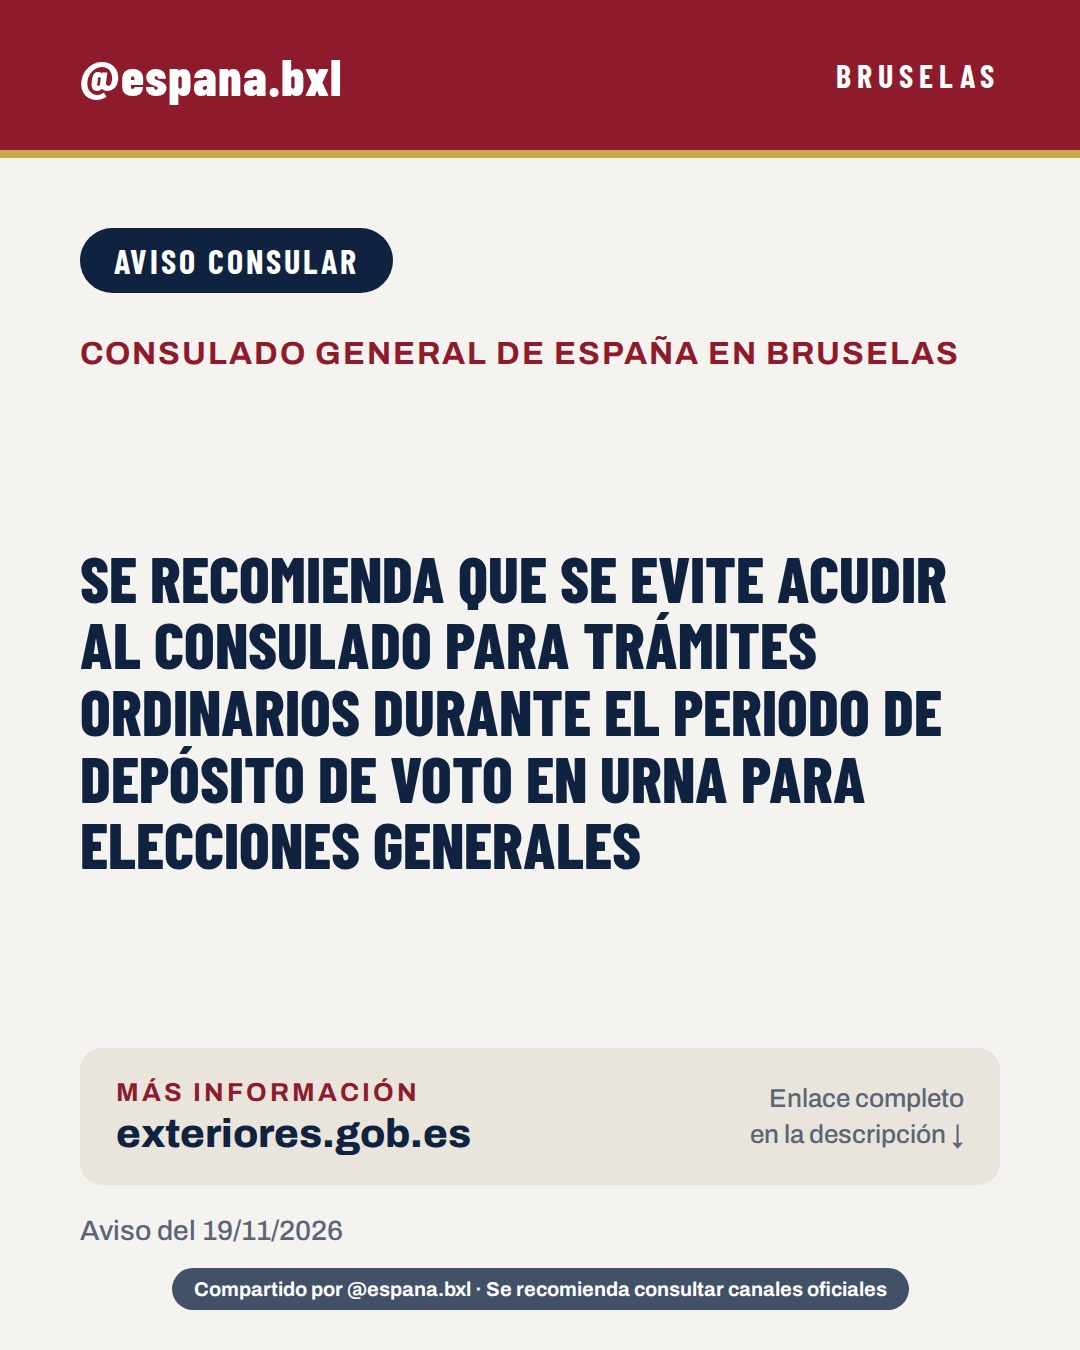 @espana.bxl
BRUSELAS
AVISO CONSULAR
CONSULADO GENERAL DE ESPAÑA EN BRUSELAS
SE RECOMIENDA QUE SE EVITE ACUDIR
AL CONSULADO PARA TRÁMITES
ORDINARIOS DURANTE EL PERIODO DE
DEPÓSITO DE VOTO EN URNA PARA
ELECCIONES GENERALES
MÁS INFORMACIÓN
exteriores.gob.es
Enlace completo
en la descripción ↓
Aviso del 19/11/2026
Compartido por @espana.bxl · Se recomienda consultar canales oficiales